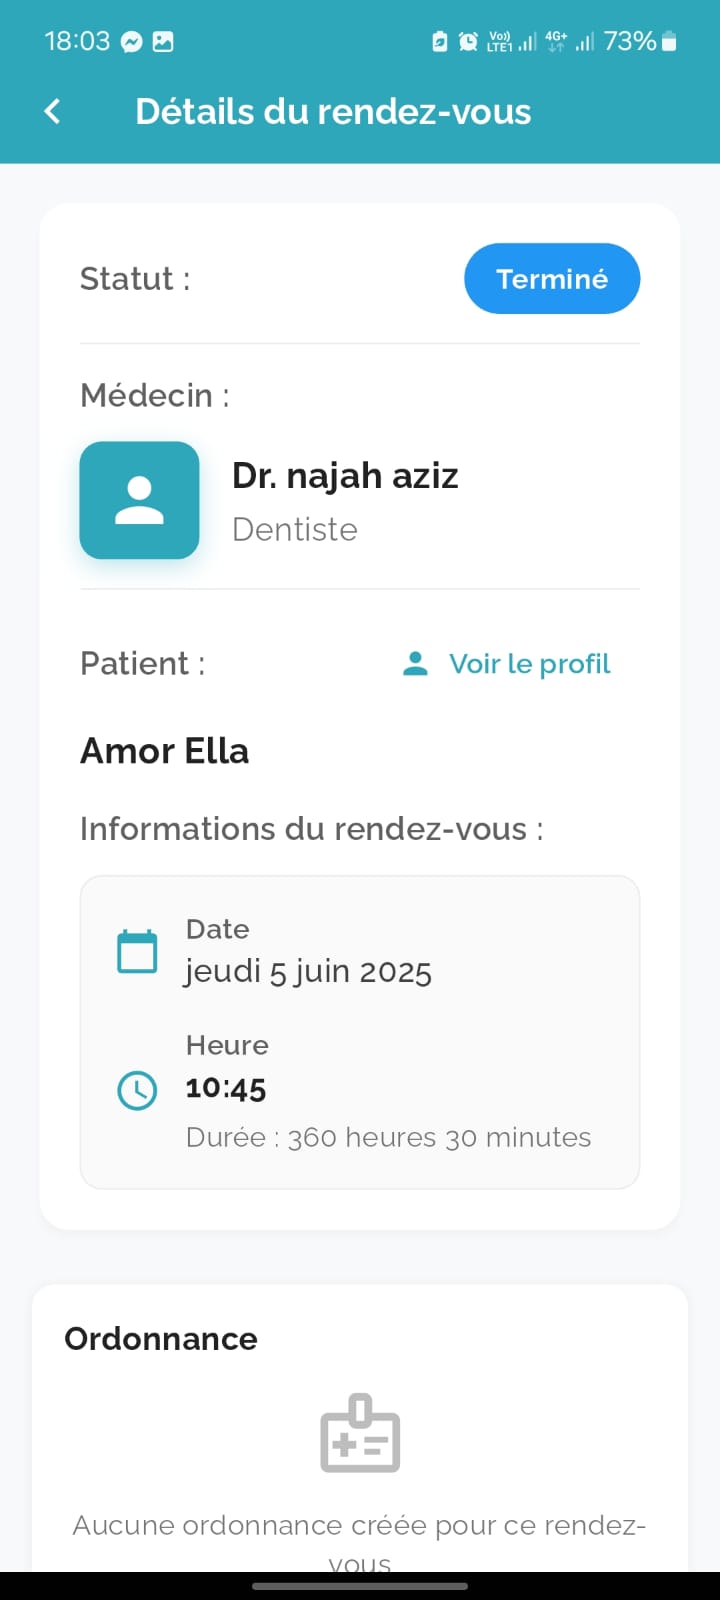 18:03
Vo))
LTE1
4G+
73%
Détails du rendez-vous
Statut :
Terminé
Médecin :
Dr. najah aziz
Dentiste
Patient :
Voir le profil
Amor Ella
Informations du rendez-vous :
Date
jeudi 5 juin 2025
Heure
10:45
Durée : 360 heures 30 minutes
Ordonnance
Aucune ordonnance créée pour ce rendez-
vous